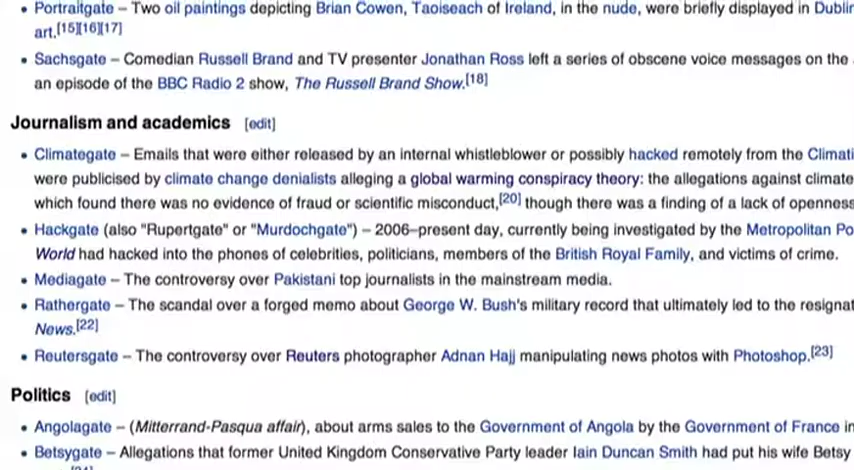 • Portraitgate – Two oil paintings depicting Brian Cowen, Taoiseach of Ireland, in the nude, were briefly displayed in Dublin
art.[15][16][17]
• Sachsgate – Comedian Russell Brand and TV presenter Jonathan Ross left a series of obscene voice messages on the
an episode of the BBC Radio 2 show, The Russell Brand Show.[18]
Journalism and academics [edit]
• Climategate – Emails that were either released by an internal whistleblower or possibly hacked remotely from the Climati
were publicised by climate change denialists alleging a global warming conspiracy theory: the allegations against climate
which found there was no evidence of fraud or scientific misconduct,[20] though there was a finding of a lack of openness
• Hackgate (also "Rupertgate" or "Murdochgate") – 2006–present day, currently being investigated by the Metropolitan Po
World had hacked into the phones of celebrities, politicians, members of the British Royal Family, and victims of crime.
• Mediagate – The controversy over Pakistani top journalists in the mainstream media.
• Rathergate – The scandal over a forged memo about George W. Bush's military record that ultimately led to the resignat
News.[22]
• Reutersgate – The controversy over Reuters photographer Adnan Hajj manipulating news photos with Photoshop.[23]
Politics [edit]
• Angolagate – (Mitterrand-Pasqua affair), about arms sales to the Government of Angola by the Government of France in
• Betsygate – Allegations that former United Kingdom Conservative Party leader Iain Duncan Smith had put his wife Betsy